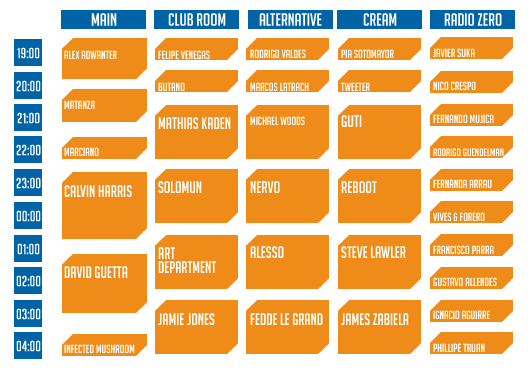 MAIN CLUB ROOM ALTERNATIVE CREAM RADIO ZERO
19:00 ALEX ADWANTER FELIPE VENEGAS RODRIGO VALDES PIA SOTOMAYOR JAVIER SUKA
20:00 BUTANO MARCOS LATRACH TWEETER NICO CRESPO
MATANZA
21:00 MATHIAS KADEN MICHAEL WOODS GUTI FERNANDO MUJICA
22:00 MARCIANO RODRIGO GUENDELMAN
23:00 CALVIN HARRIS SOLOMUN NERVO REBOOT FERNANDA ARRAU
00:00 VIVES & FORERO
01:00 ART DEPARTMENT ALESSO STEVE LAWLER FRANCISCO PARRA
02:00 DAVID GUETTA GUSTAVO ALLENDES
03:00 JAMIE JONES FEDDE LE GRAND JAMES ZABIELA IGNACIO AGUIRRE
04:00 INFECTED MUSHROOM PHILLIPE TRUAN